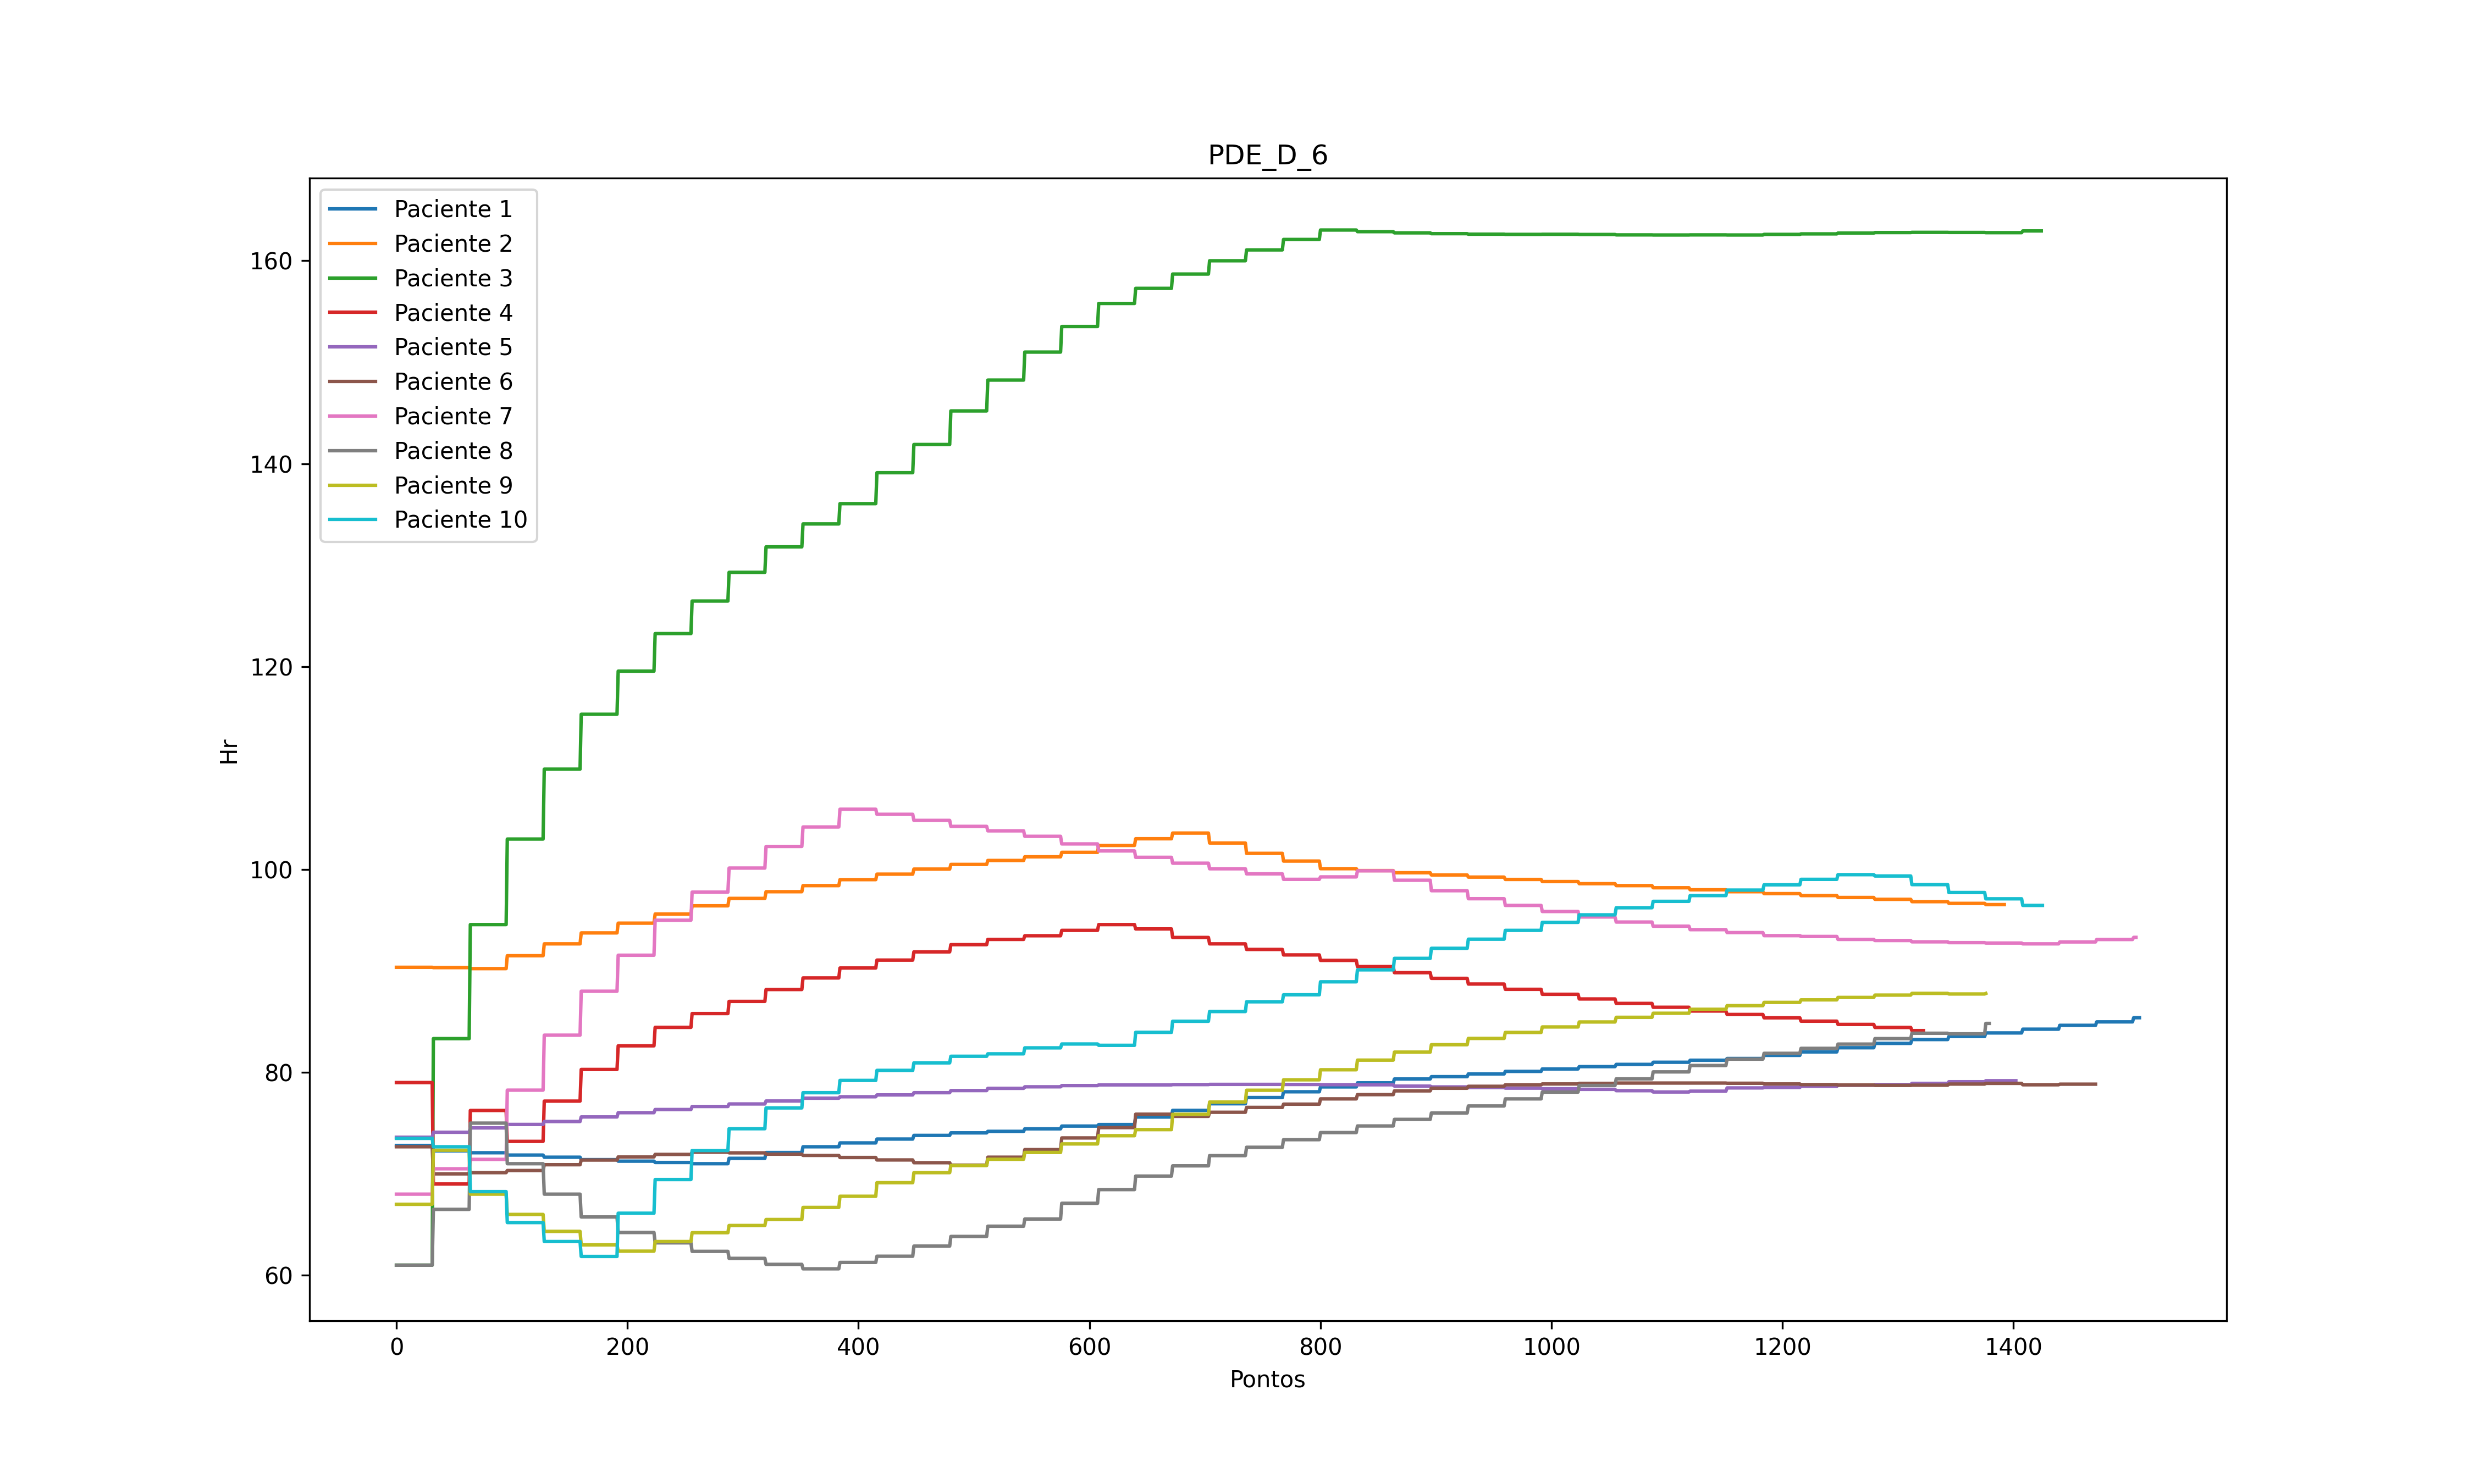 PDE_D_6
Paciente 1
Paciente 2
Paciente 3
Paciente 4
Paciente 5
Paciente 6
Paciente 7
Paciente 8
Paciente 9
Paciente 10
160
140
120
100
80
60
Hr
0 200 400 600 800 1000 1200 1400
Pontos